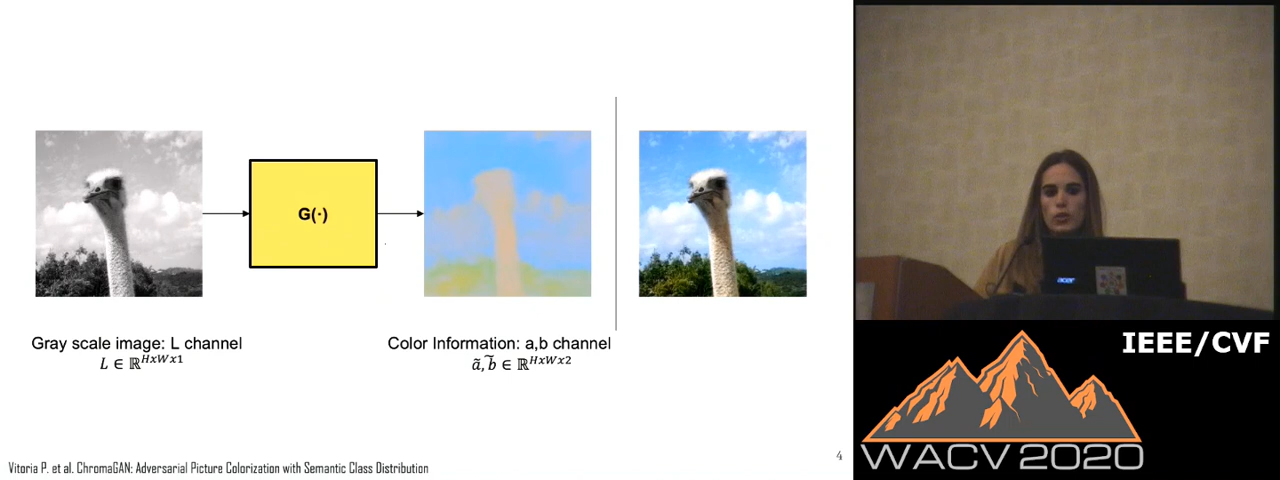 G(·)
Gray scale image: L channel
L ∈ ℝ^{HxWx1}
Color Information: a,b channel
ã, b̃ ∈ ℝ^{HxWx2}
Vitoria P. et al. ChromaGAN: Adversarial Picture Colorization with Semantic Class Distribution
4
acer
IEEE/CVF
WACV 2020